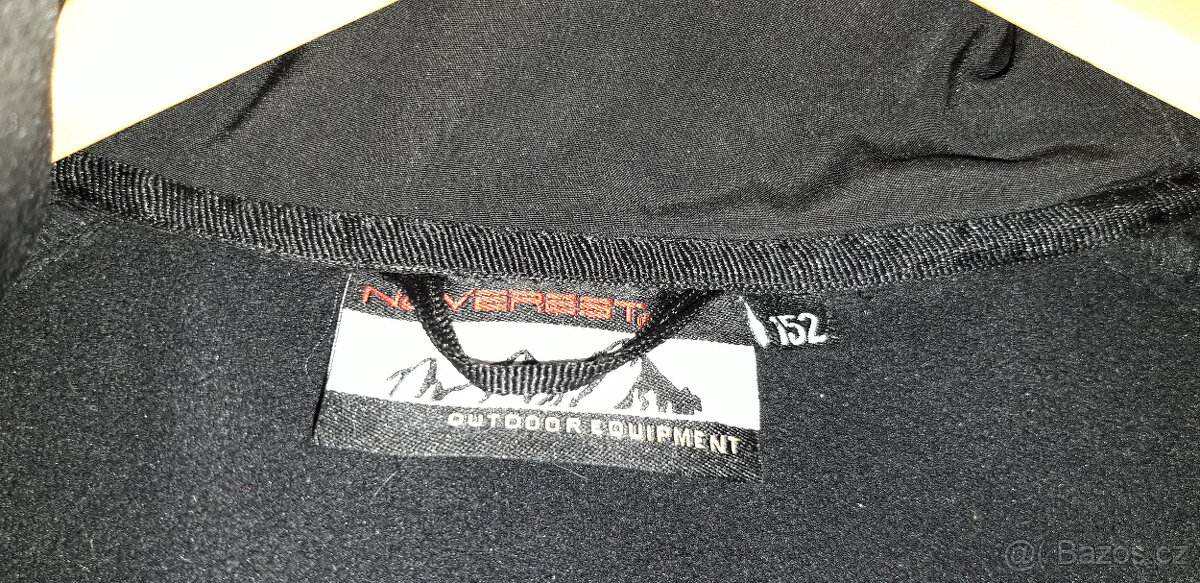 NEVEREST
152
OUTDOOR EQUIPMENT
@( Bazos.cz